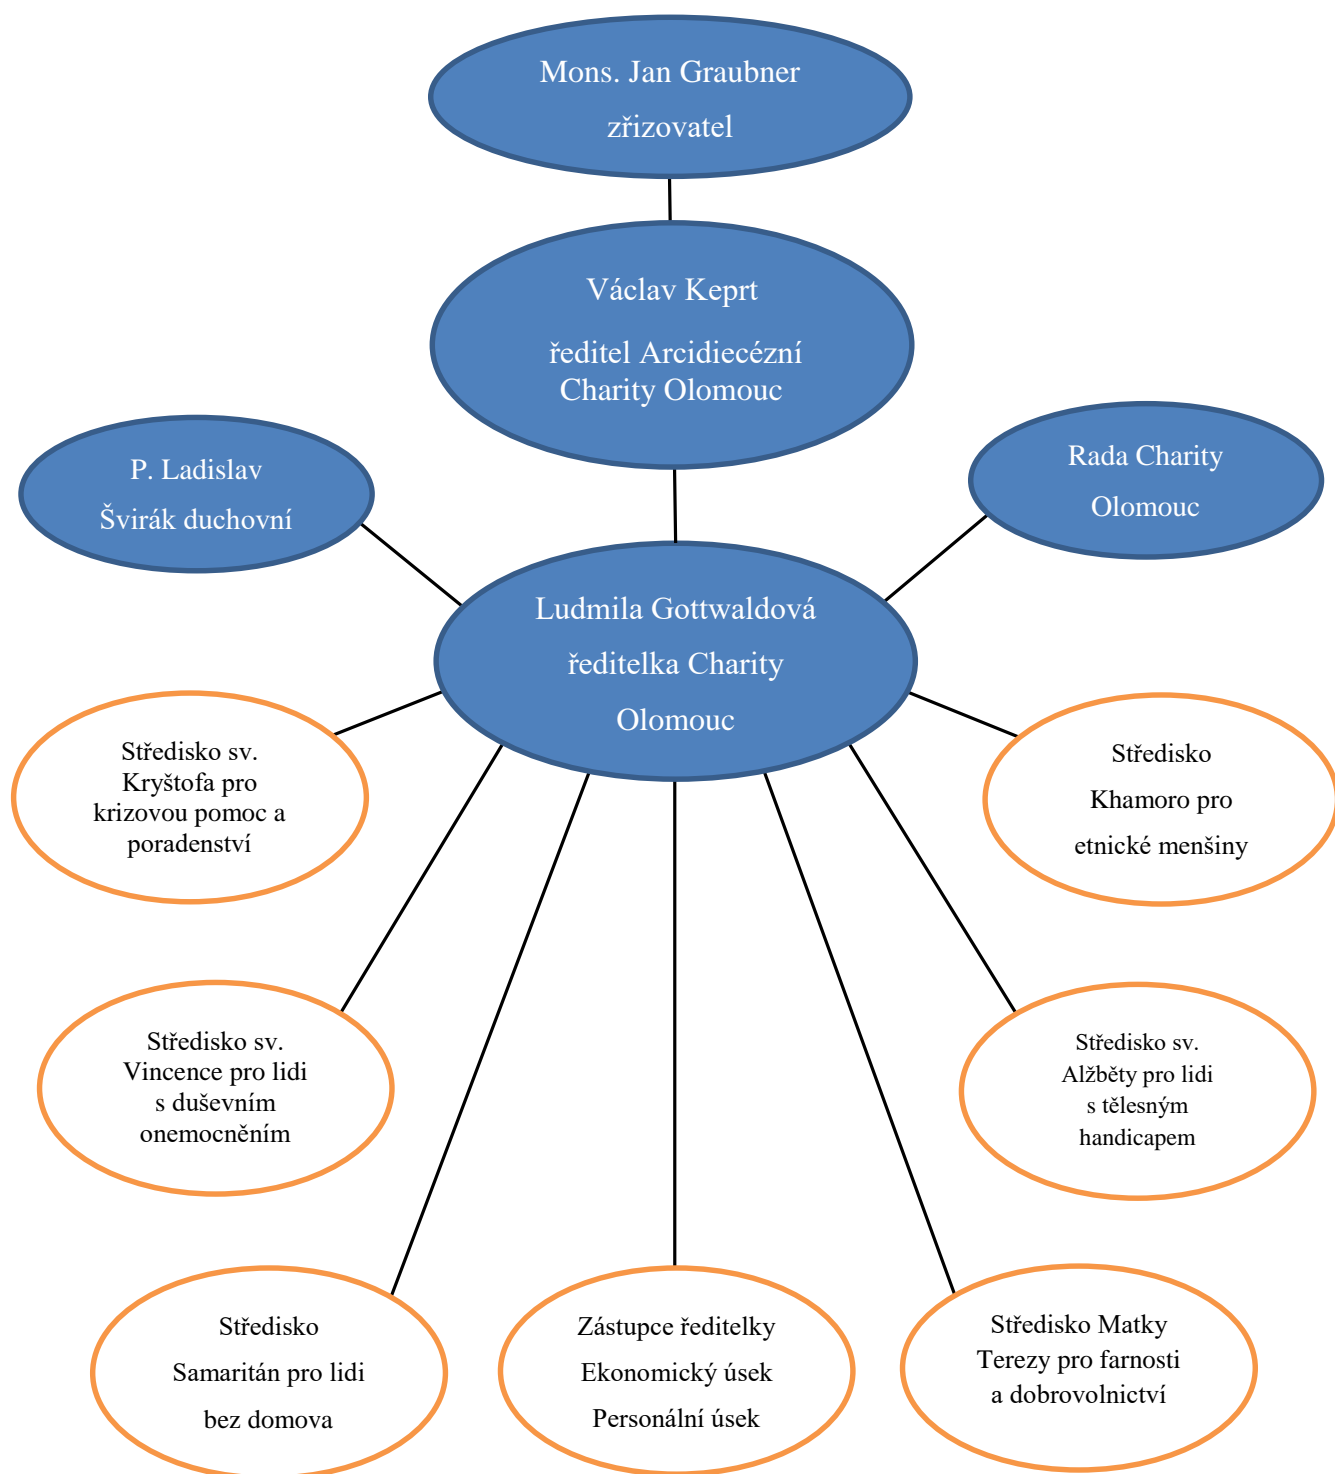 Mons. Jan Graubner
zřizovatel
Václav Keprt
ředitel Arcidiecézní
Charity Olomouc
P. Ladislav
Švirák duchovní
Rada Charity
Olomouc
Ludmila Gottwaldová
ředitelka Charity
Olomouc
Středisko sv.
Kryštofa pro
krizovou pomoc a
poradenství
Středisko
Khamoro pro
etnické menšiny
Středisko sv.
Vincence pro lidi
s duševním
onemocněním
Středisko sv.
Alžběty pro lidi
s tělesným
handicapem
Středisko
Samaritán pro lidi
bez domova
Zástupce ředitelky
Ekonomický úsek
Personální úsek
Středisko Matky
Terezy pro farnosti
a dobrovolnictví